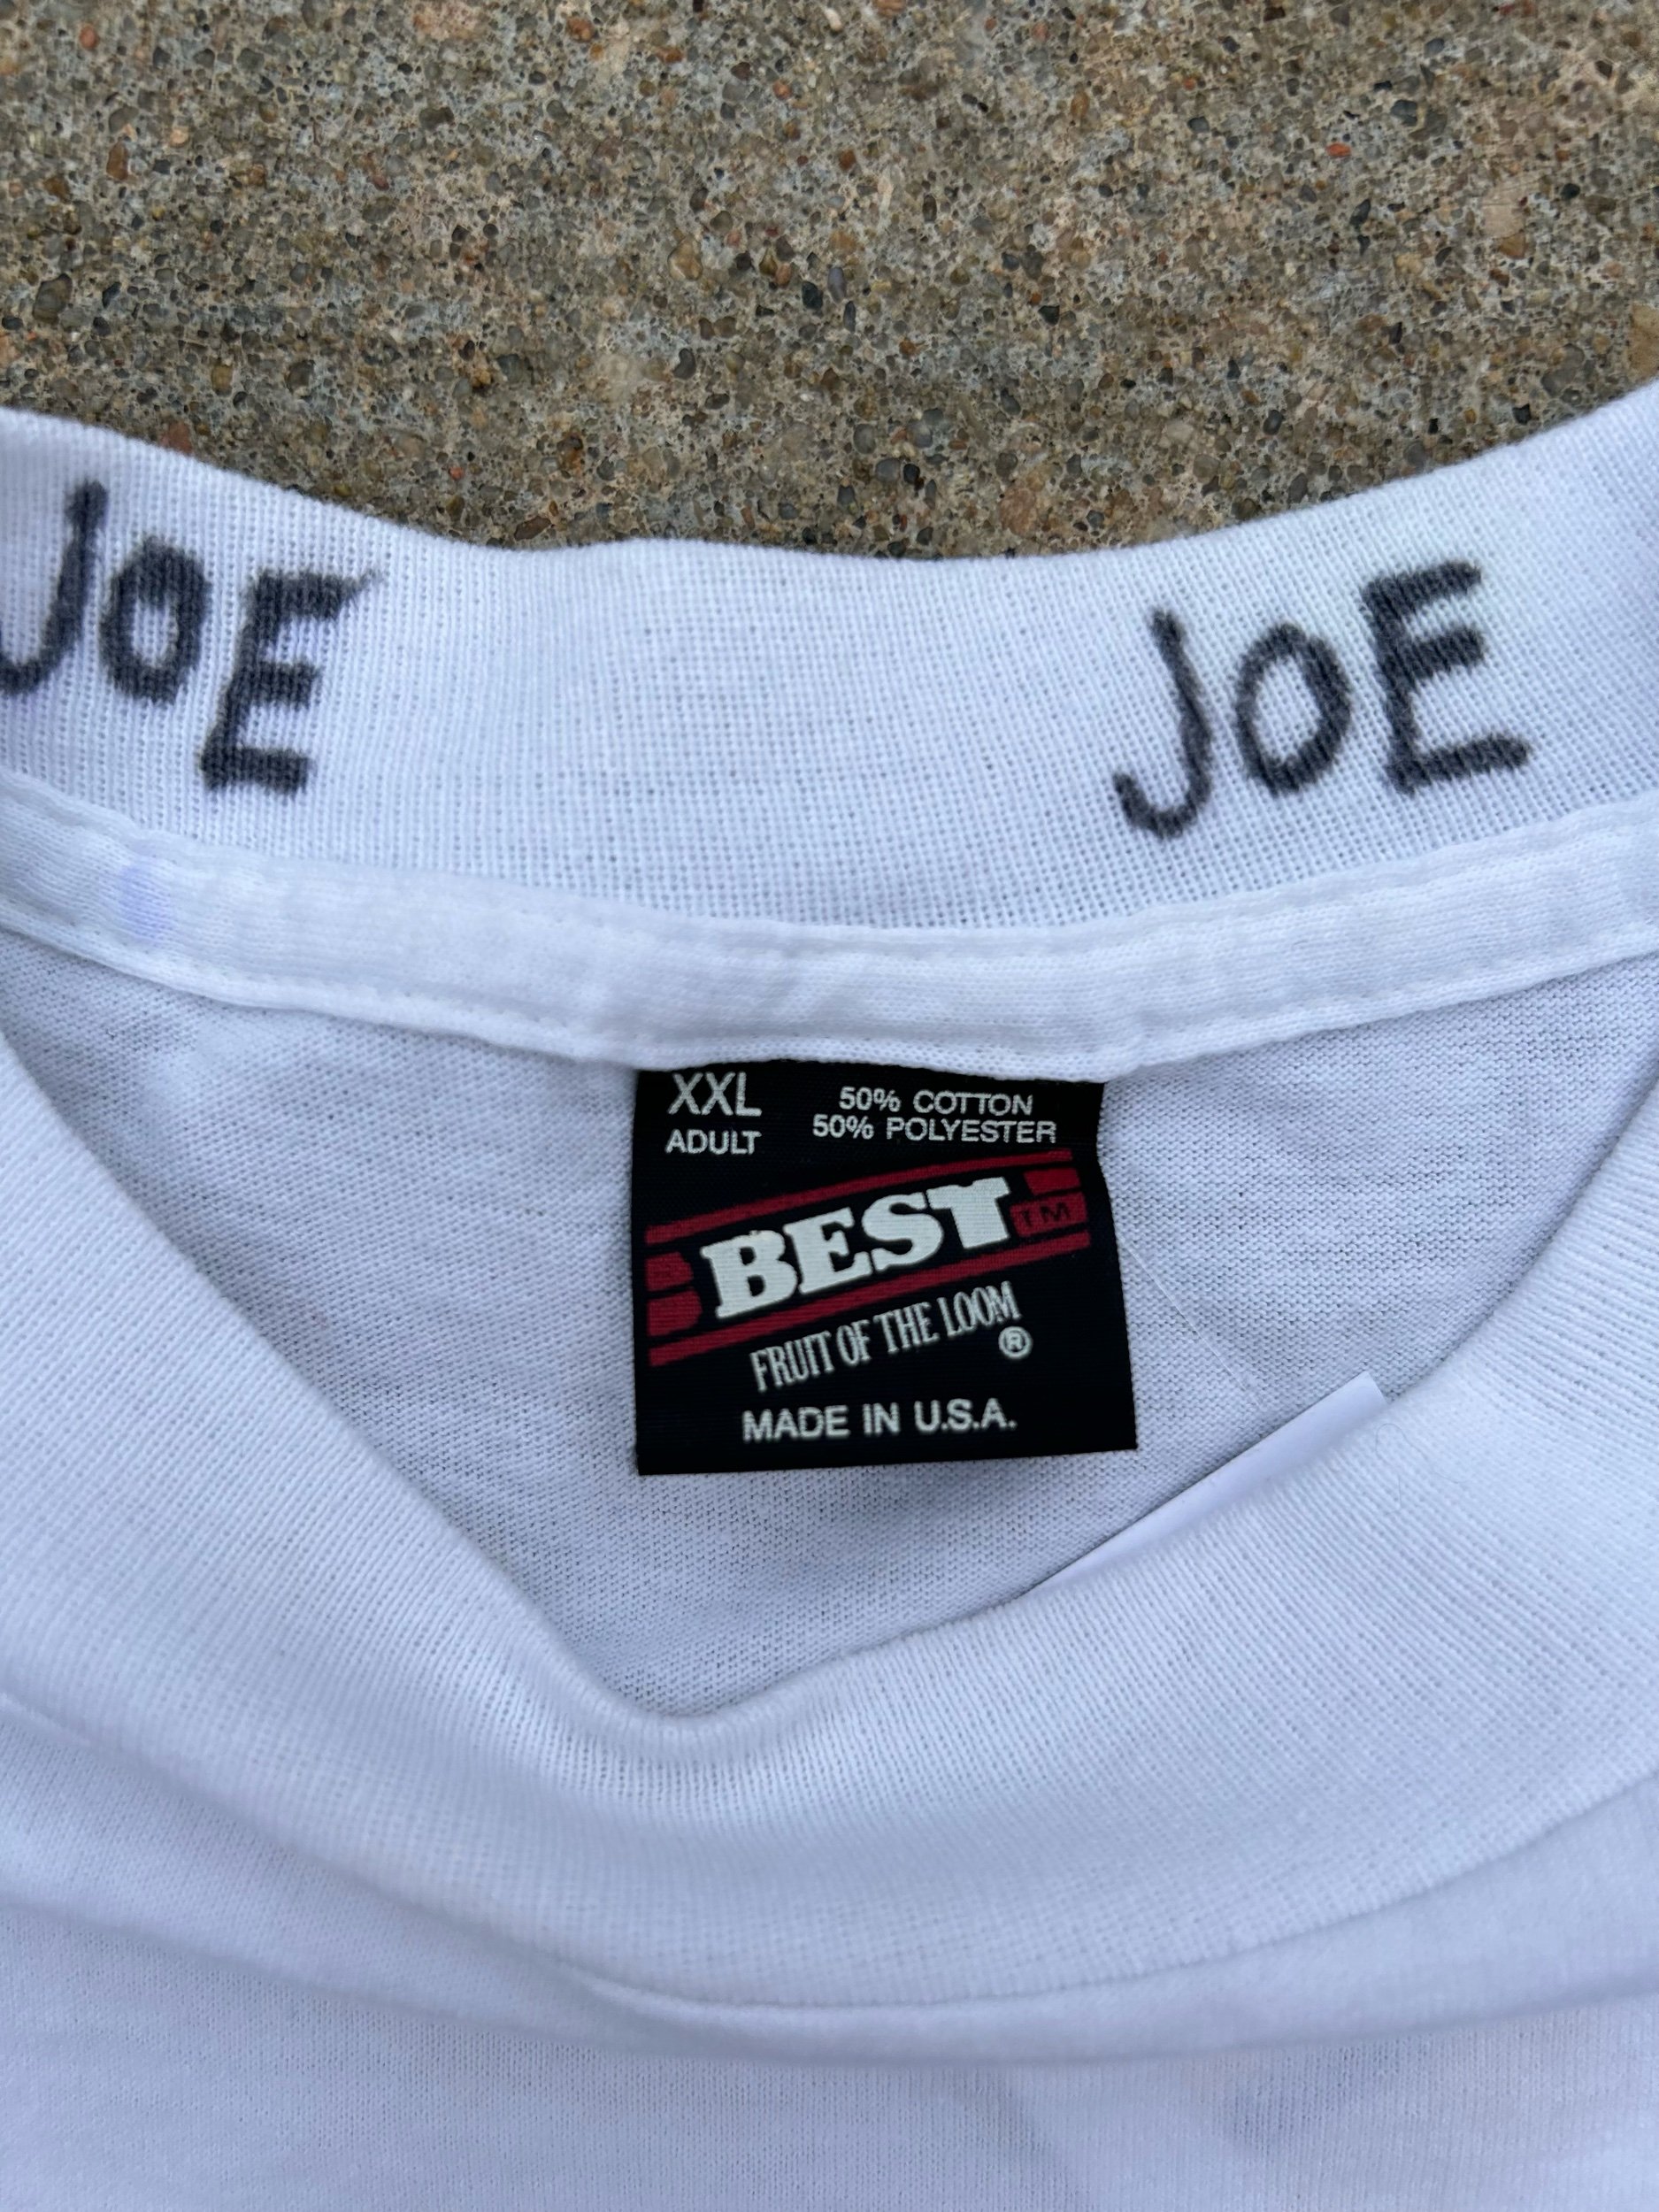 JOE
JOE
XXL
ADULT
50% COTTON
50% POLYESTER
BEST TM
FRUIT OF THE LOOM
®
MADE IN U.S.A.